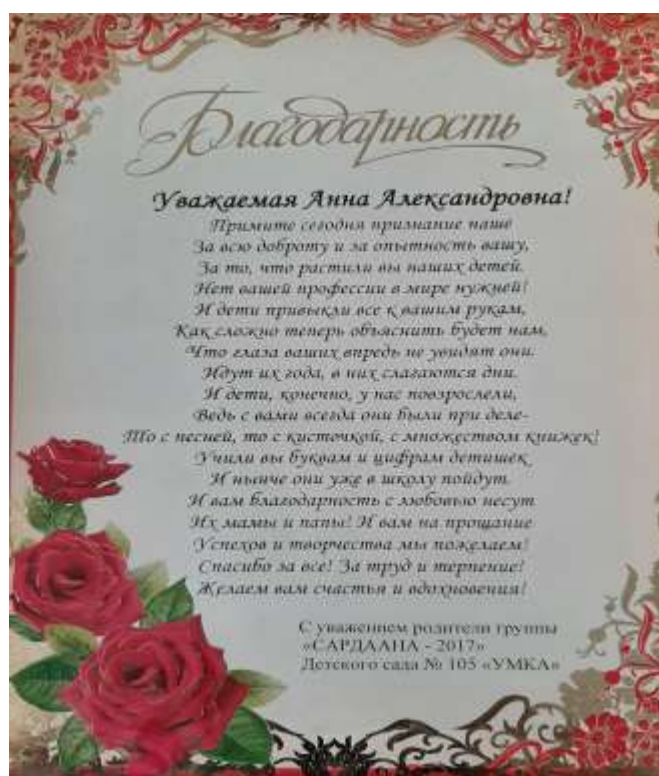 Благодарность
Уважаемая Анна Александровна!
Примите сегодня признание наше
За всю доброту и за опытность вашу,
За то, что растили вы наших детей.
Нет вашей профессии в мире нужней!
И дети привыкли все к вашим рукам,
Как сложно теперь объяснить будет нам,
Что глаза ваших впредь не увидят они.
Идут их года, в них слагаются дни.
И дети, конечно, у нас повзрослели,
Ведь с вами всегда они были при деле-
То с песней, то с кисточкой, с множеством книжек!
Учили вы буквам и цифрам детишек
И нынче они уже в школу пойдут.
И вам благодарность с любовью несут
Их мамы и папы! И вам на прощание
Успехов и творчества мы пожелаем!
Спасибо за все! За труд и терпение!
Желаем вам счастья и вдохновения!
С уважением родители группы
«САРДААНА - 2017»
Детского сада № 105 «УМКА»